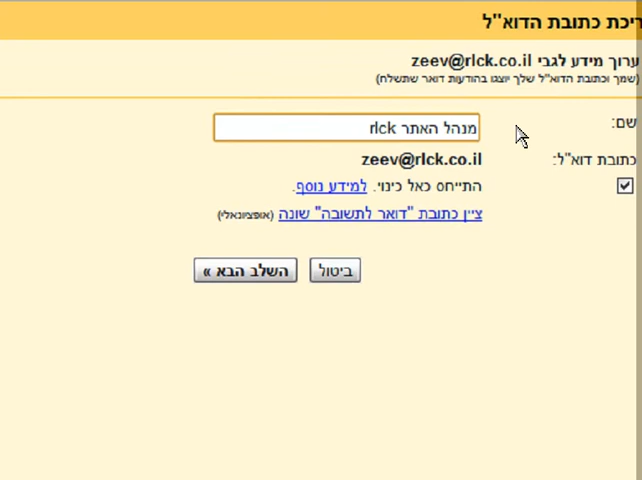 ריכת כתובת הדוא"ל
ערוך מידע לגבי zeev@rlck.co.il
(שמך וכתובת הדוא"ל שלך יוצגו בהודעות דואר שתשלח)
שם: מנהל האתר rlck
כתובת דוא"ל: zeev@rlck.co.il
התייחס כאל כינוי. למידע נוסף.
ציין כתובת "דואר לתשובה" שונה (אופציונאלי)
ביטול השלב הבא »